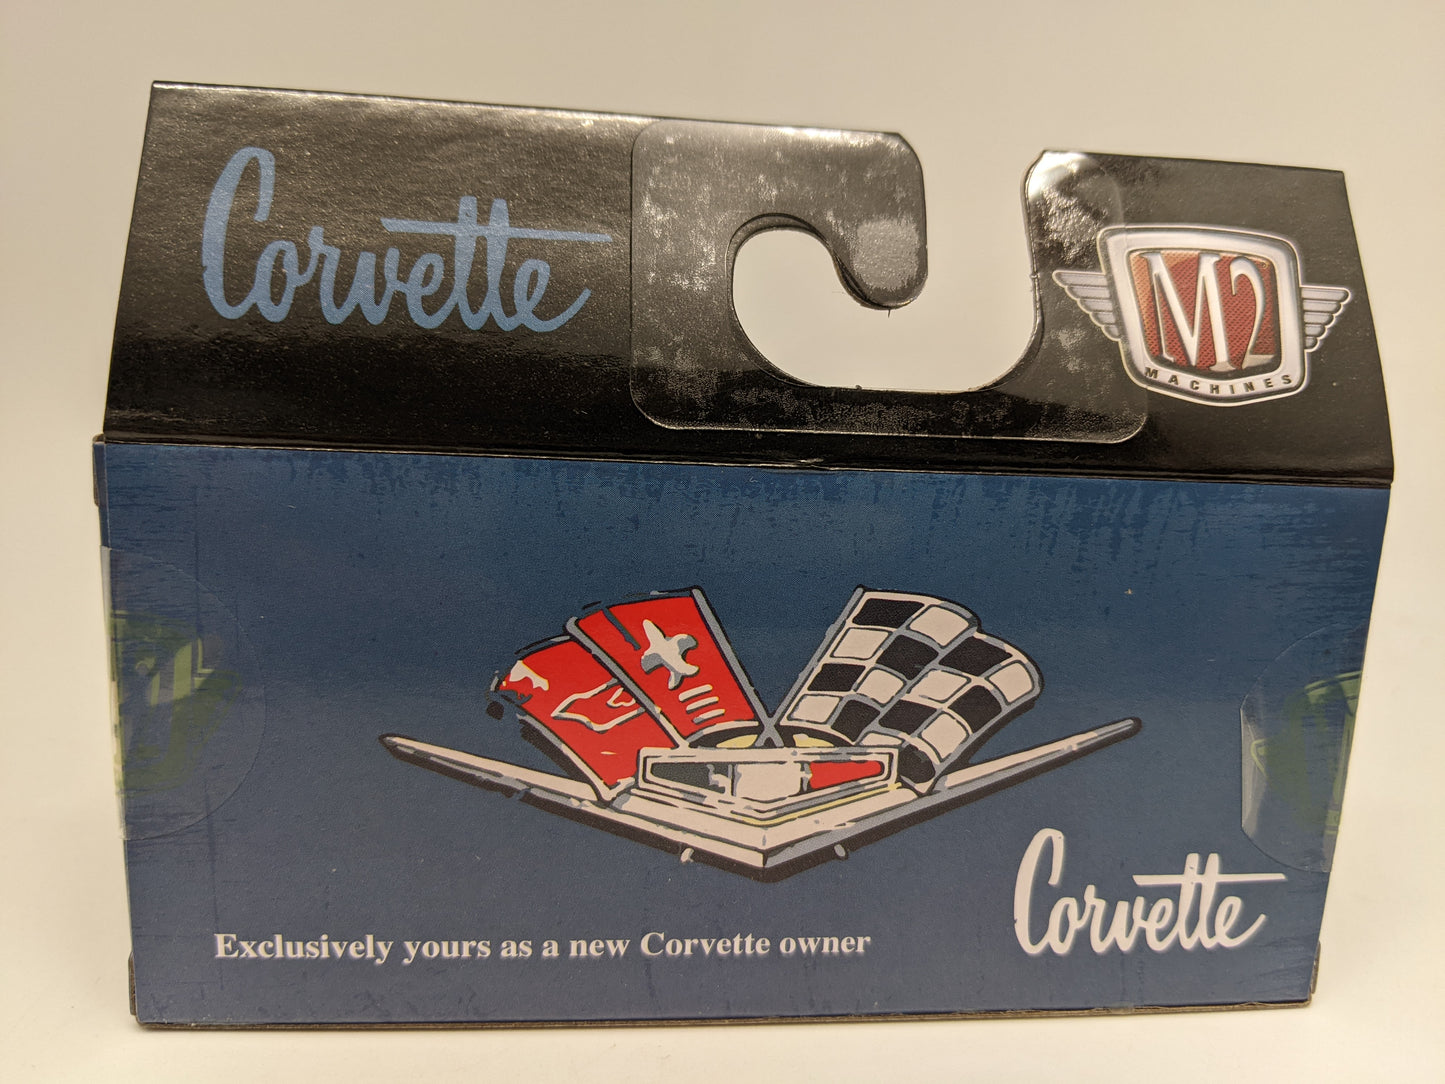 Corvette
M2
MACHINES
Corvette
Exclusively yours as a new Corvette owner